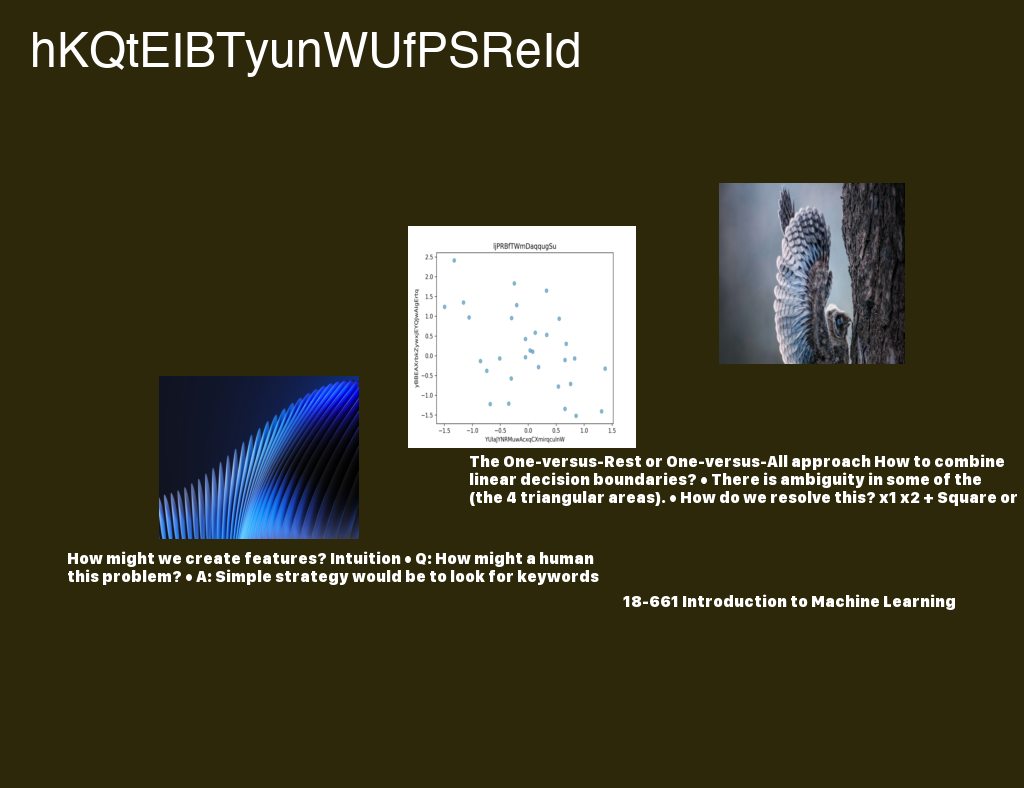 hKQtEIBTyunWUfPSReId
ljPRBfTWmDaqqugSu
2.5
2.0
1.5
1.0
0.5
0.0
−0.5
−1.0
−1.5
−1.5
−1.0
−0.5
0.0
0.5
1.0
1.5
The One-versus-Rest or One-versus-All approach How to combine
linear decision boundaries? • There is ambiguity in some of the
(the 4 triangular areas). • How do we resolve this? x1 x2 + Square or
How might we create features? Intuition • Q: How might a human
this problem? • A: Simple strategy would be to look for keywords
18-661 Introduction to Machine Learning